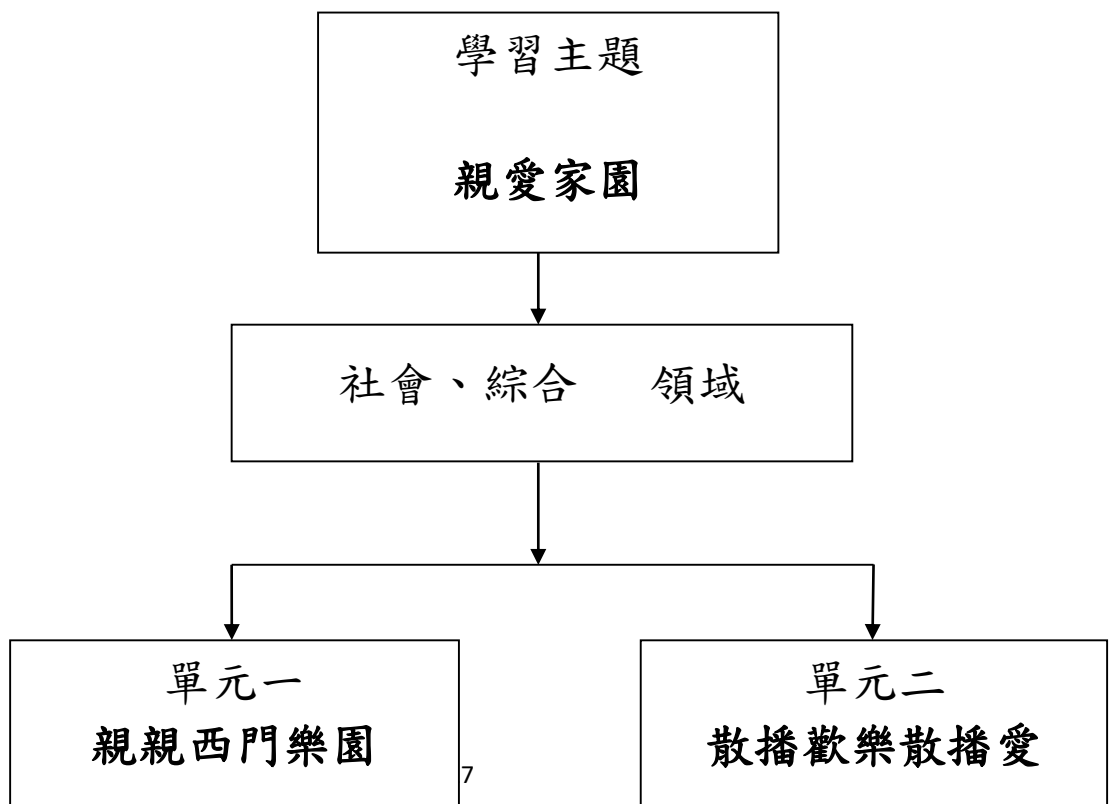 學習主題
親愛家園
社會、綜合 領域
單元一
親親西門樂園
單元二
散播歡樂散播愛
7